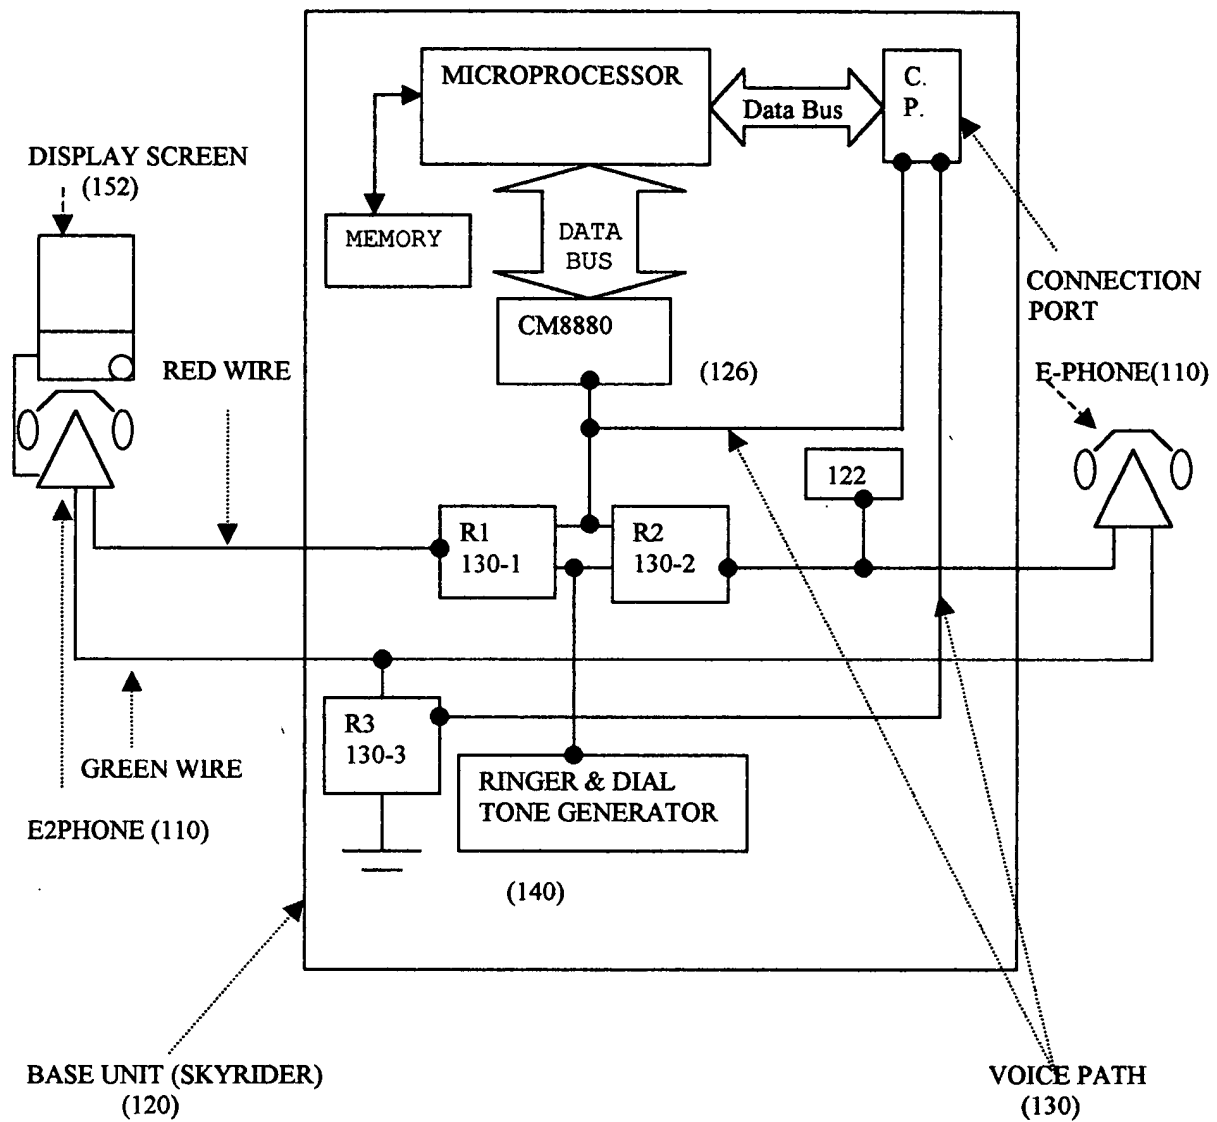 MICROPROCESSOR
C.
P.
Data Bus
DISPLAY SCREEN
(152)
MEMORY
DATA
BUS
CONNECTION
PORT
CM8880
RED WIRE
(126)
E-PHONE(110)
122
R1
130-1
R2
130-2
R3
130-3
GREEN WIRE
RINGER & DIAL
TONE GENERATOR
E2PHONE (110)
(140)
BASE UNIT (SKYRIDER)
(120)
VOICE PATH
(130)